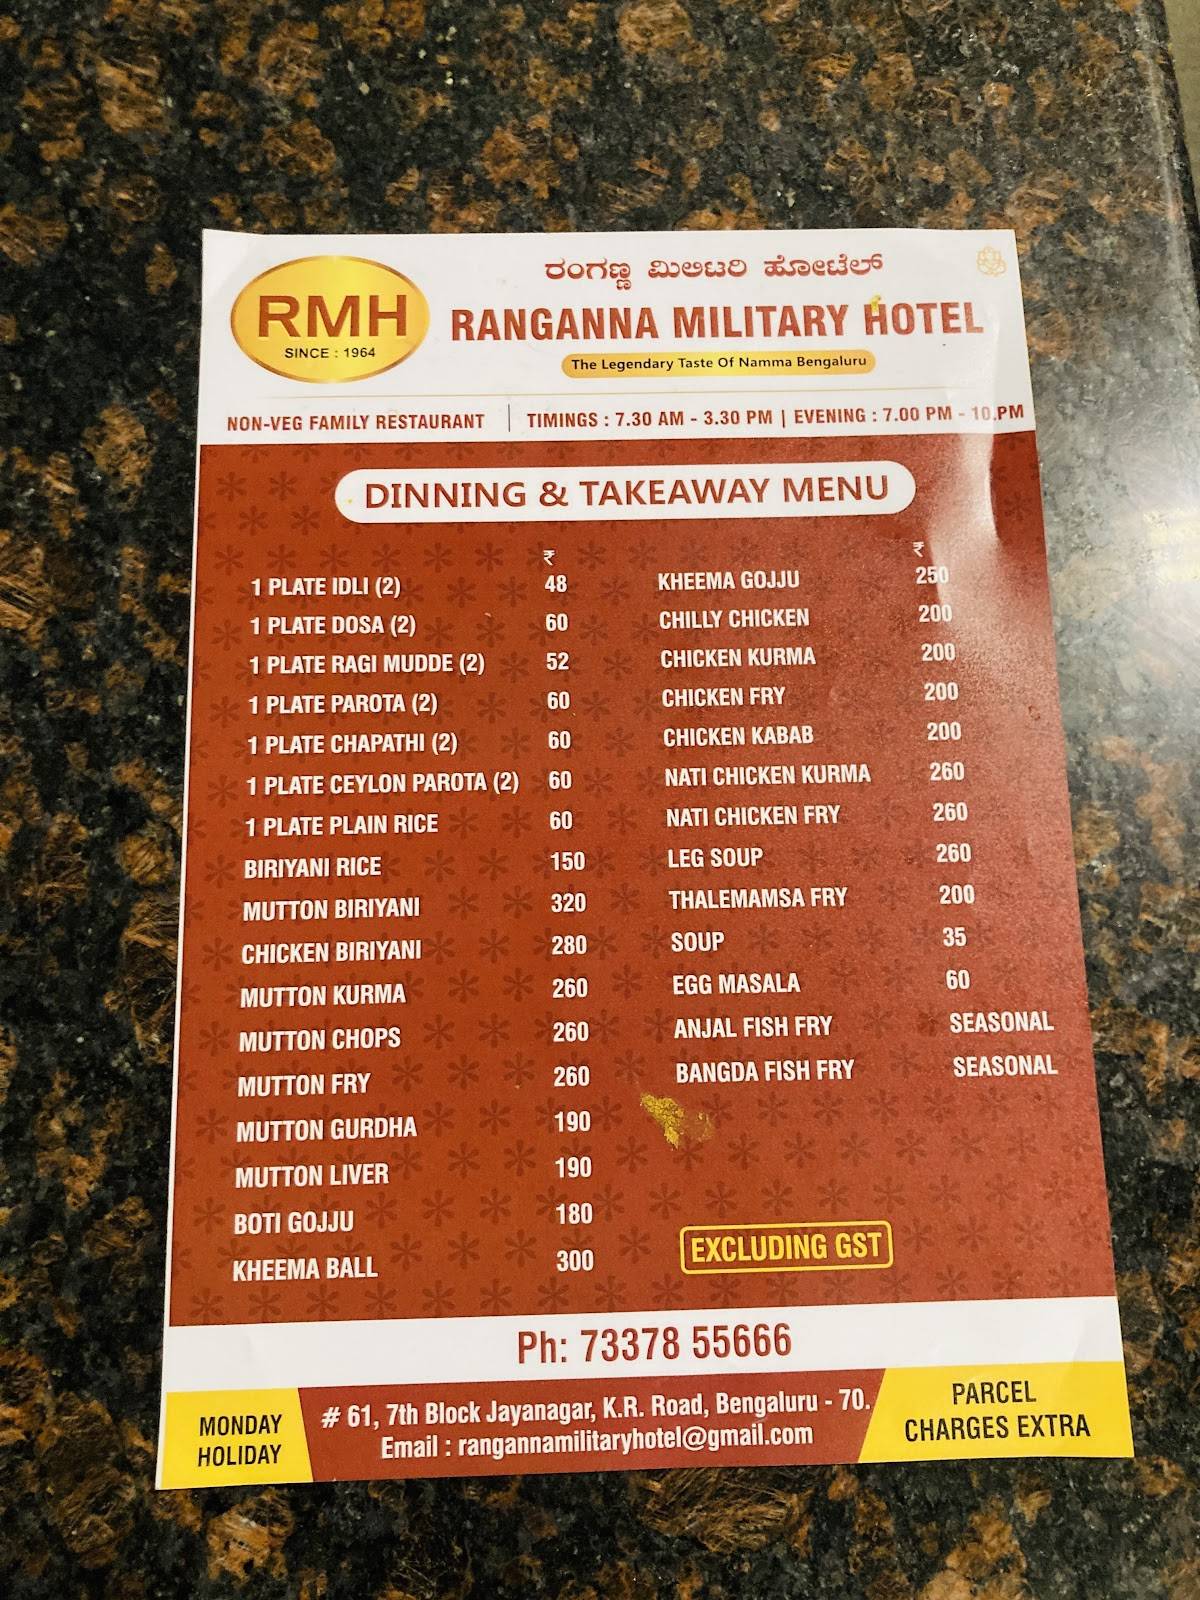 RMH
SINCE : 1964
ರಂಗಣ್ಣ ಮಿಲಿಟರಿ ಹೋಟೆಲ್
RANGANNA MILITARY HOTEL
The Legendary Taste Of Namma Bengaluru
NON-VEG FAMILY RESTAURANT | TIMINGS : 7.30 AM - 3.30 PM | EVENING : 7.00 PM - 10.PM
DINNING & TAKEAWAY MENU
₹
1 PLATE IDLI (2) 48
1 PLATE DOSA (2) 60
1 PLATE RAGI MUDDE (2) 52
1 PLATE PAROTA (2) 60
1 PLATE CHAPATHI (2) 60
1 PLATE CEYLON PAROTA (2) 60
1 PLATE PLAIN RICE 60
BIRIYANI RICE 150
MUTTON BIRIYANI 320
CHICKEN BIRIYANI 280
MUTTON KURMA 260
MUTTON CHOPS 260
MUTTON FRY 260
MUTTON GURDHA 190
MUTTON LIVER 190
BOTI GOJJU 180
KHEEMA BALL 300
₹
KHEEMA GOJJU 250
CHILLY CHICKEN 200
CHICKEN KURMA 200
CHICKEN FRY 200
CHICKEN KABAB 200
NATI CHICKEN KURMA 260
NATI CHICKEN FRY 260
LEG SOUP 260
THALEMAMSA FRY 200
SOUP 35
EGG MASALA 60
ANJAL FISH FRY SEASONAL
BANGDA FISH FRY SEASONAL
EXCLUDING GST
Ph: 73378 55666
MONDAY
HOLIDAY
# 61, 7th Block Jayanagar, K.R. Road, Bengaluru - 70.
Email : rangannamilitaryhotel@gmail.com
PARCEL
CHARGES EXTRA